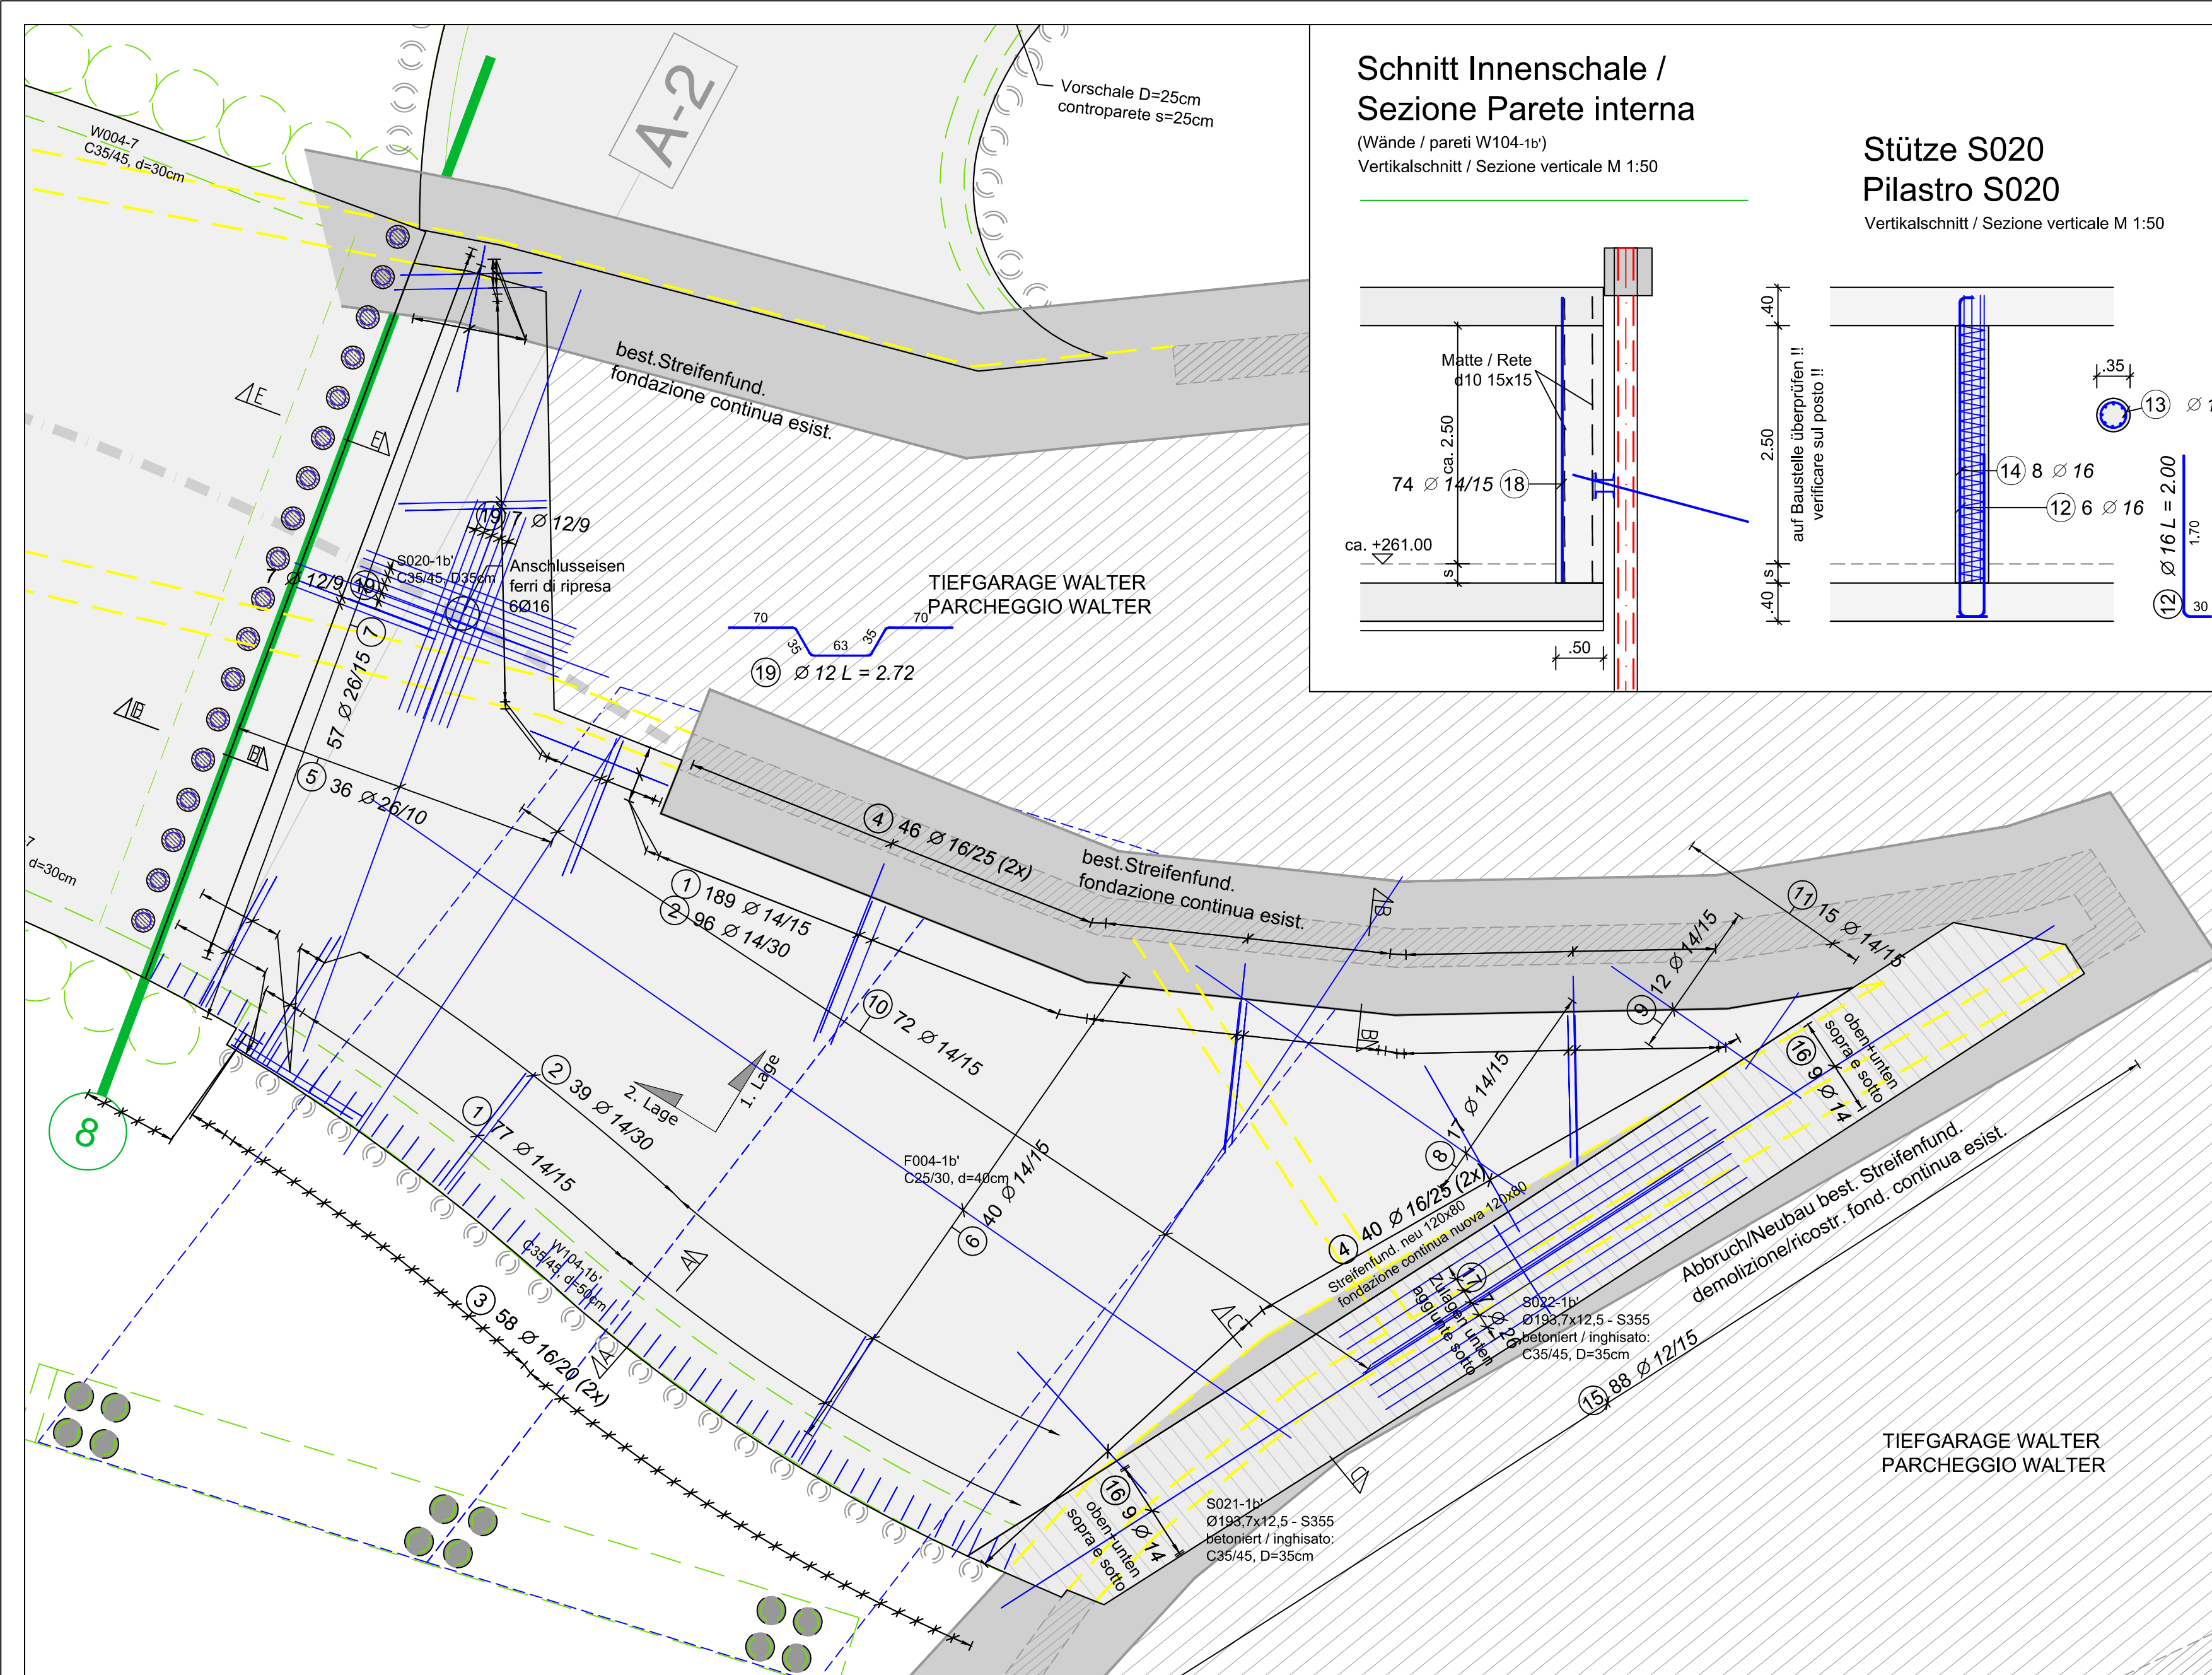 W004-7
C35/45, d=30cm
A-2
Vorschale D=25cm
controparete s=25cm
Schnitt Innenschale /
Sezione Parete interna
(Wände / pareti W104-1b')
Vertikalschnitt / Sezione verticale M 1:50
Stütze S020
Pilastro S020
Vertikalschnitt / Sezione verticale M 1:50
Matte / Rete
d10 15x15
ca. 2.50
74 Ø 14/15 18
ca. +261.00
s
.50
.40
2.50
s
.40
auf Baustelle überprüfen !!
verificare sul posto !!
.35
13
14 8 Ø 16
12 6 Ø 16
12 Ø 16 L = 2.00
1.70
30
best.Streifenfund.
fondazione continua esist.
E
E
19 7 Ø 12/9
S020-1b'
C35/45, D35cm
Anschlusseisen
ferri di ripresa
6Ø16
7 Ø 12/9 19
TIEFGARAGE WALTER
PARCHEGGIO WALTER
70
35
63
35
70
19 Ø 12 L = 2.72
57 Ø 26/15 7
5 36 Ø 26/10
4 46 Ø 16/25 (2x)
best.Streifenfund.
fondazione continua esist.
1 189 Ø 14/15
2 96 Ø 14/30
7
d=30cm
10 72 Ø 14/15
B
B
11 15 Ø 14/15
9 12 Ø 14/15
8 17 Ø 14/15
16 9 Ø 14
oben+unten
sopra e sotto
8
2 39 Ø 14/30
1 77 Ø 14/15
2. Lage
1. Lage
F004-1b'
C25/30, d=40cm
6 40 Ø 14/15
4 40 Ø 16/25 (2x)
Streifenfund. neu 120x80
fondazione continua nuova 120x80
Abbruch/Neubau best. Streifenfund.
demolizione/ricostr. fond. continua esist.
17 7 Ø 26
Zulagen unten
aggiunte sotto
S022-1b'
Ø193,7x12,5 - S355
betoniert / inghisato:
C35/45, D=35cm
15 88 Ø 12/15
W104-1b'
C35/45, d=50cm
A
A
3 58 Ø 16/20 (2x)
C
16 9 Ø 14
oben+unten
sopra e sotto
S021-1b'
Ø193,7x12,5 - S355
betoniert / inghisato:
C35/45, D=35cm
TIEFGARAGE WALTER
PARCHEGGIO WALTER